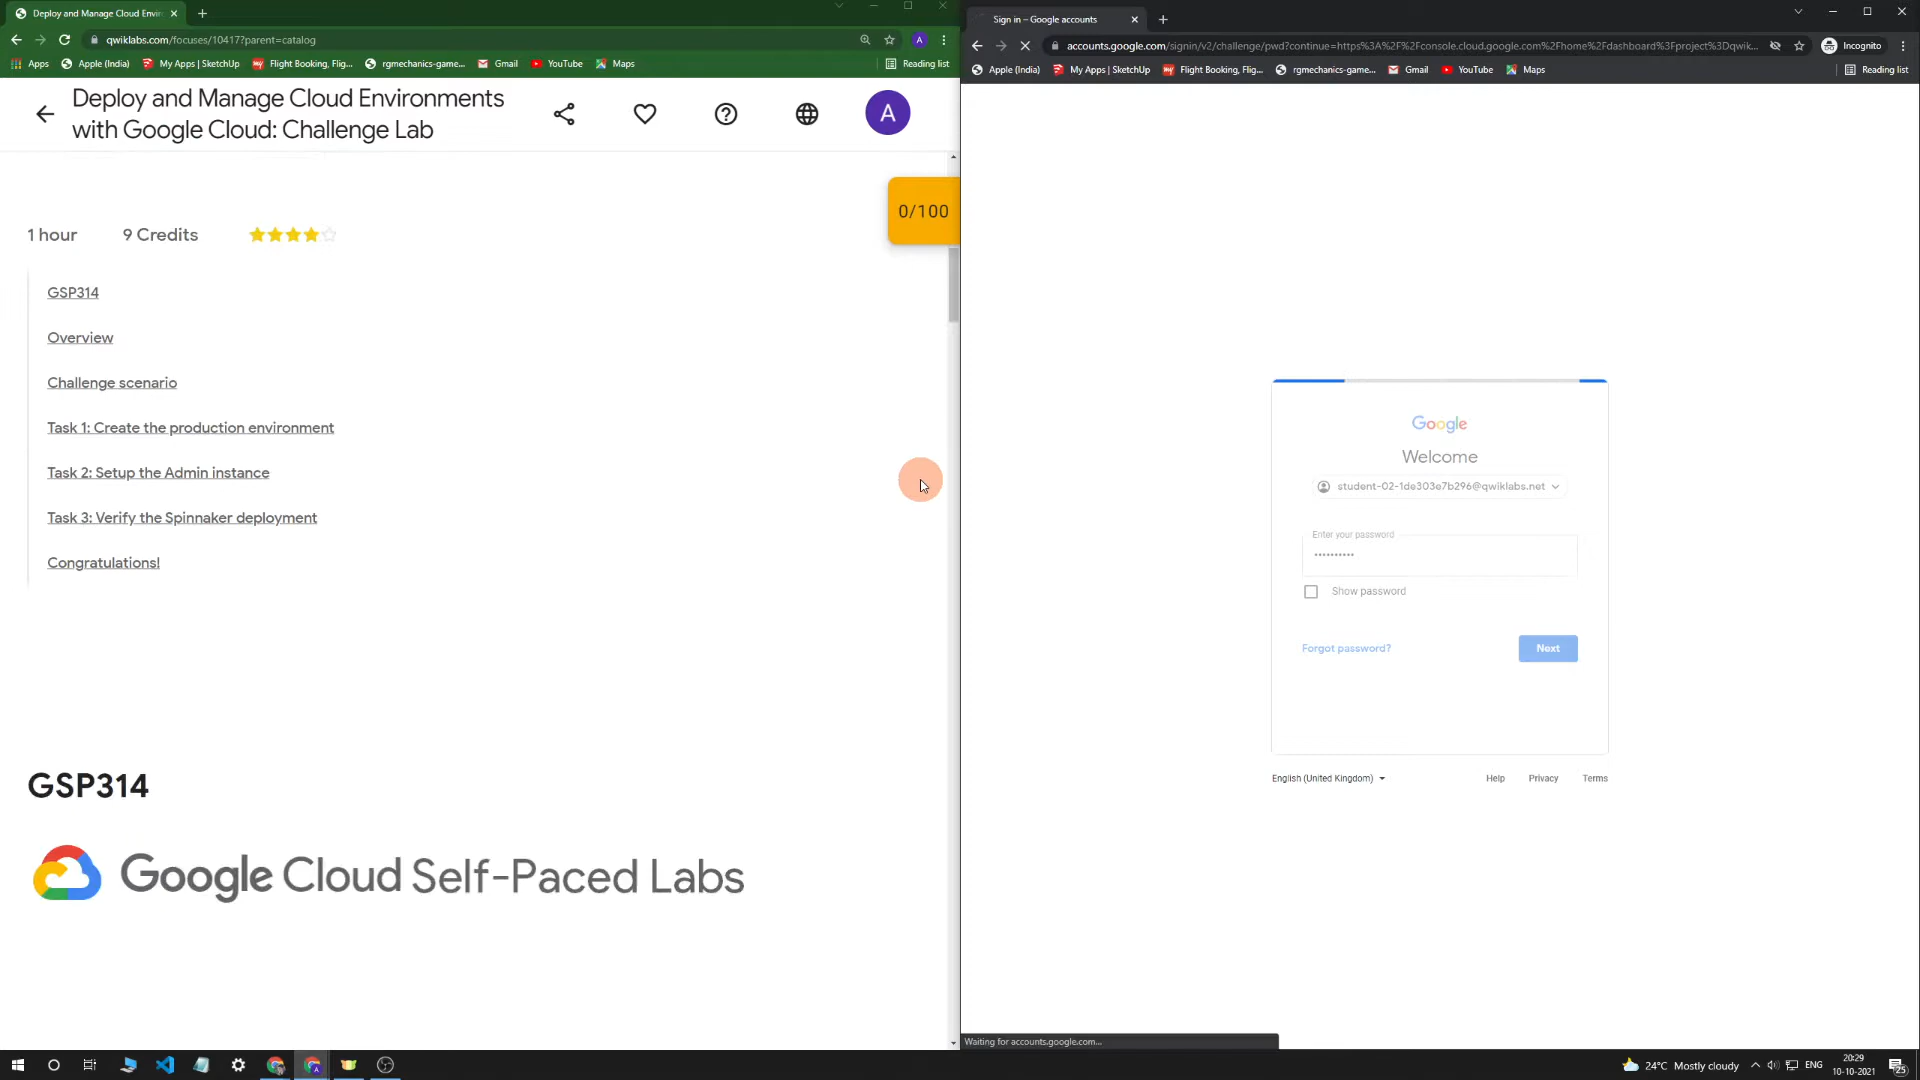 Deploy and Manage Cloud Envir
qwiklabs.com/focuses/10417?parent=catalog
A
Apps
Apple (India)
My Apps | SketchUp
Flight Booking, Flig...
rgmechanics-game...
Gmail
YouTube
Maps
Reading list
Deploy and Manage Cloud Environments
with Google Cloud: Challenge Lab
A
0/100
1 hour
9 Credits
GSP314
Overview
Challenge scenario
Task 1: Create the production environment
Task 2: Setup the Admin instance
Task 3: Verify the Spinnaker deployment
Congratulations!
GSP314
Google Cloud Self-Paced Labs
Sign in – Google accounts
accounts.google.com/signin/v2/challenge/pwd?continue=https%3A%2F%2Fconsole.cloud.google.com%2Fhome%2Fdashboard%3Fproject%3Dqwik...
Incognito
Apple (India)
My Apps | SketchUp
Flight Booking, Flig...
rgmechanics-game...
Gmail
YouTube
Maps
Reading list
Google
Welcome
student-02-1de303e7b296@qwiklabs.net
Enter your password
Show password
Forgot password?
Next
English (United Kingdom)
Help
Privacy
Terms
Waiting for accounts.google.com...
24°C Mostly cloudy
ENG
20:29
10-10-2021
25